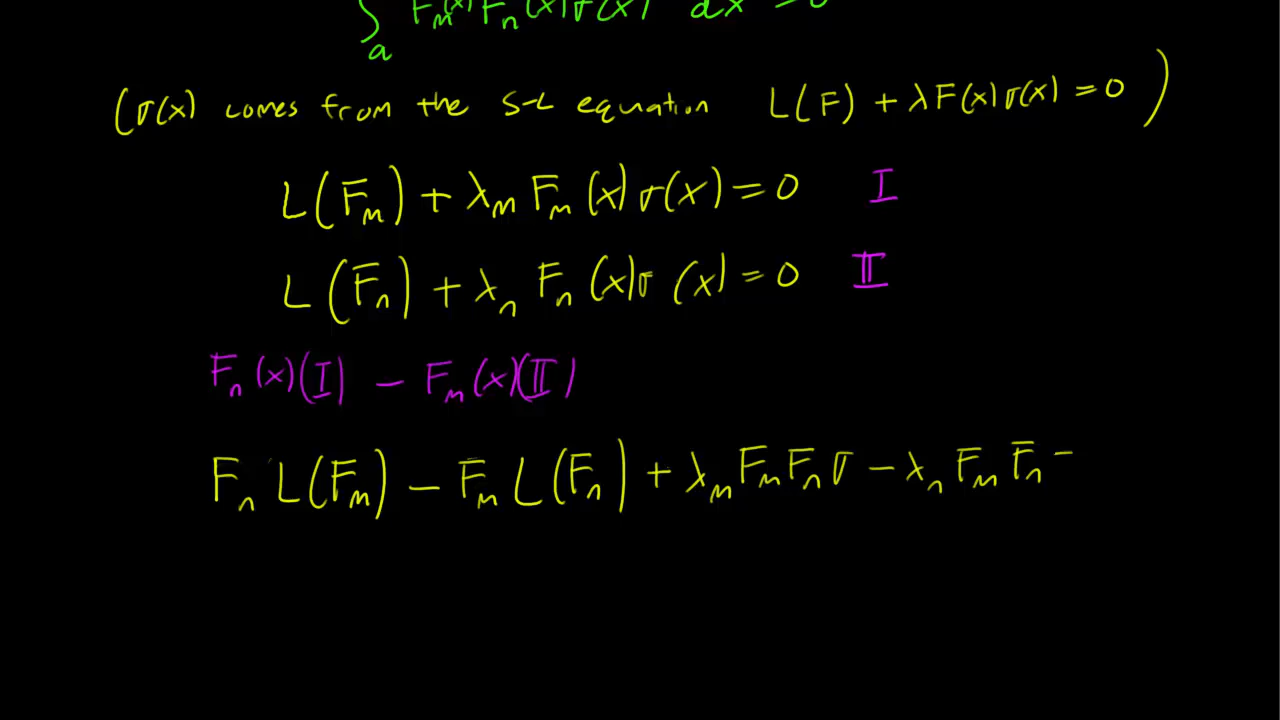 ∫ₐ Fₘ(x) Fₙ(x) σ(x) dx = 0
(σ(x) comes from the S-L equation L(F) + λF(x)σ(x) = 0)
L(Fₘ) + λₘ Fₘ (x) σ(x) = 0 I
L(Fₙ) + λₙ Fₙ (x) σ (x) = 0 II
Fₙ (x)(I) − Fₘ (x)(II)
Fₙ L(Fₘ) − Fₘ L(Fₙ) + λₘ Fₘ Fₙ σ − λₙ Fₘ Fₙ −